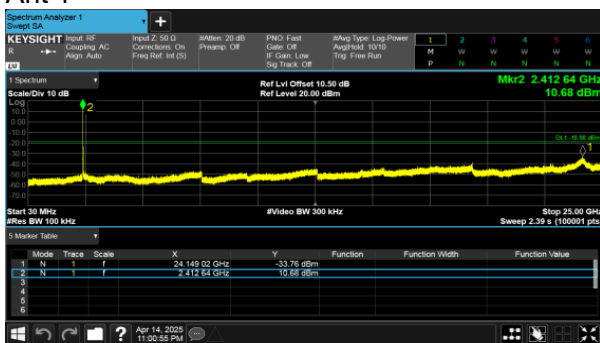 Spectrum Analyzer 1
Swept SA
KEYSIGHT Input: RF Input Z: 50 Ω #Atten: 20 dB PNO: Fast #Avg Type: Log-Power 1 2 3 4 5 6
R Coupling: AC Corrections: On Preamp: Off Gate: Off Avg|Hold: 10/10 M W W W W W
Align: Auto Freq Ref: Int (S) IF Gain: Low Trig: Free Run
Sig Track: Off P N N N N N
1 Spectrum Ref Lvl Offset 10.50 dB Mkr2 2.412 64 GHz
Scale/Div 10 dB Ref Level 20.00 dBm 10.68 dBm
Log
10.0
0.00
-10.0
-20.0
-30.0
-40.0
-50.0
-60.0
-70.0
2
1
Start 30 MHz #Video BW 300 kHz Stop 25.00 GHz
#Res BW 100 kHz Sweep 2.39 s (100001 pts)
5 Marker Table
Mode Trace Scale X Y Function Function Width Function Value
1 N 1 f 24.149 02 GHz -33.76 dBm
2 N 1 f 2.412 64 GHz 10.68 dBm
3
4
5
6
? Apr 14, 2025
11:00:55 PM